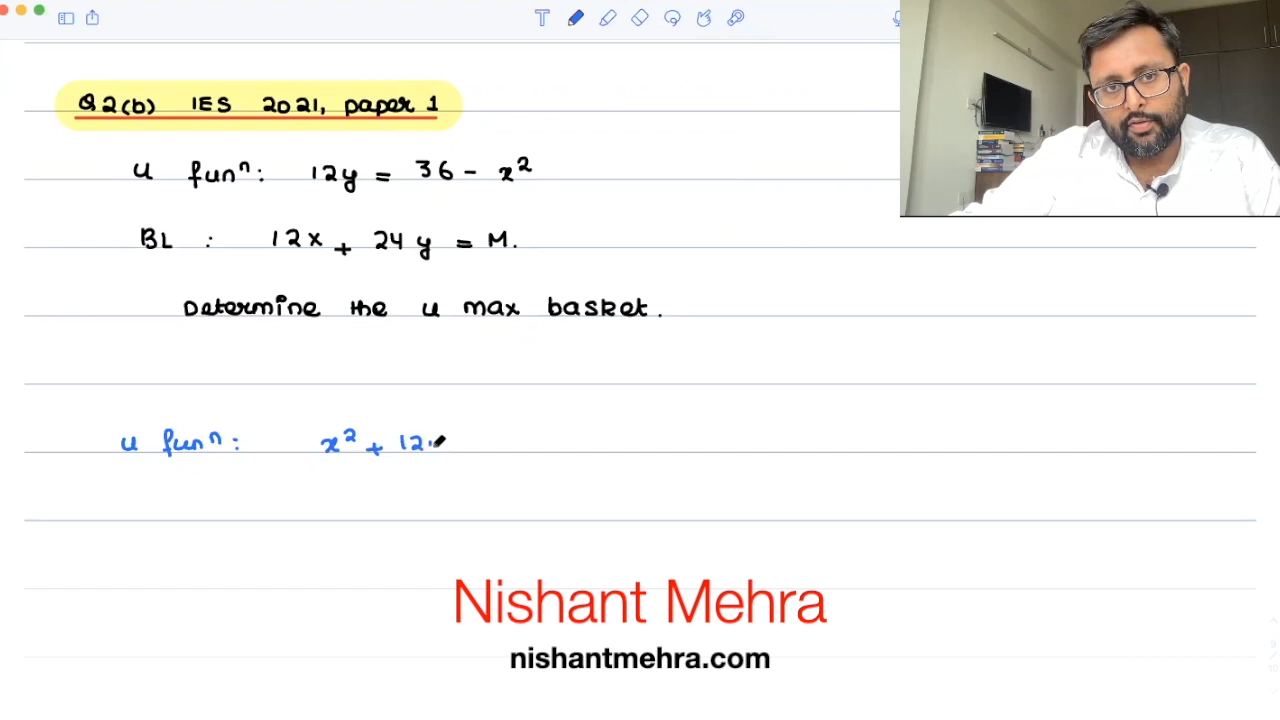 Q2(b) IES 2021, paper 1
U funⁿ: 12y = 36 - x²
BL : 12x + 24y = M.
Determine the u max basket.
u funⁿ: x² + 12
Nishant Mehra
nishantmehra.com